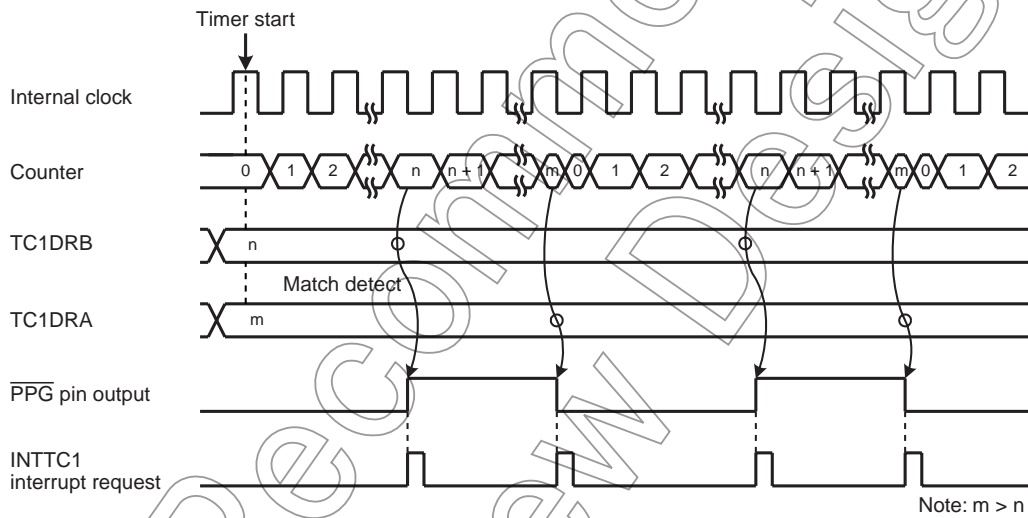 Timer start
Internal clock
Counter
0 1 2 n n + 1 m 0 1 2 n n + 1 m 0 1 2
TC1DRB
n
Match detect
TC1DRA
m
PPG pin output
INTTC1
interrupt request
Note: m > n